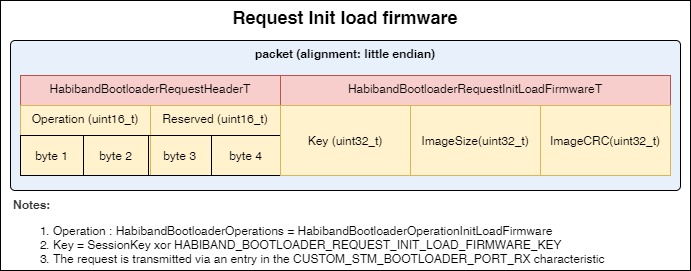 Request Init load firmware
packet (alignment: little endian)
HabibandBootloaderRequestHeaderT
HabibandBootloaderRequestInitLoadFirmwareT
Operation (uint16_t)
Reserved (uint16_t)
Key (uint32_t)
ImageSize(uint32_t)
ImageCRC(uint32_t)
byte 1
byte 2
byte 3
byte 4
Notes:
1. Operation : HabibandBootloaderOperations = HabibandBootloaderOperationInitLoadFirmware
2. Key = SessionKey xor HABIBAND_BOOTLOADER_REQUEST_INIT_LOAD_FIRMWARE_KEY
3. The request is transmitted via an entry in the CUSTOM_STM_BOOTLOADER_PORT_RX characteristic